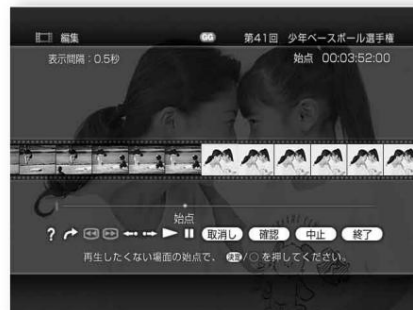 編集 GG 第41回 少年ベースボール選手権
表示間隔：0.5秒 始点 00:03:52:00
始点
? 取消し 確認 中止 終了
再生したくない場面の始点で、決定/○ を押してください。